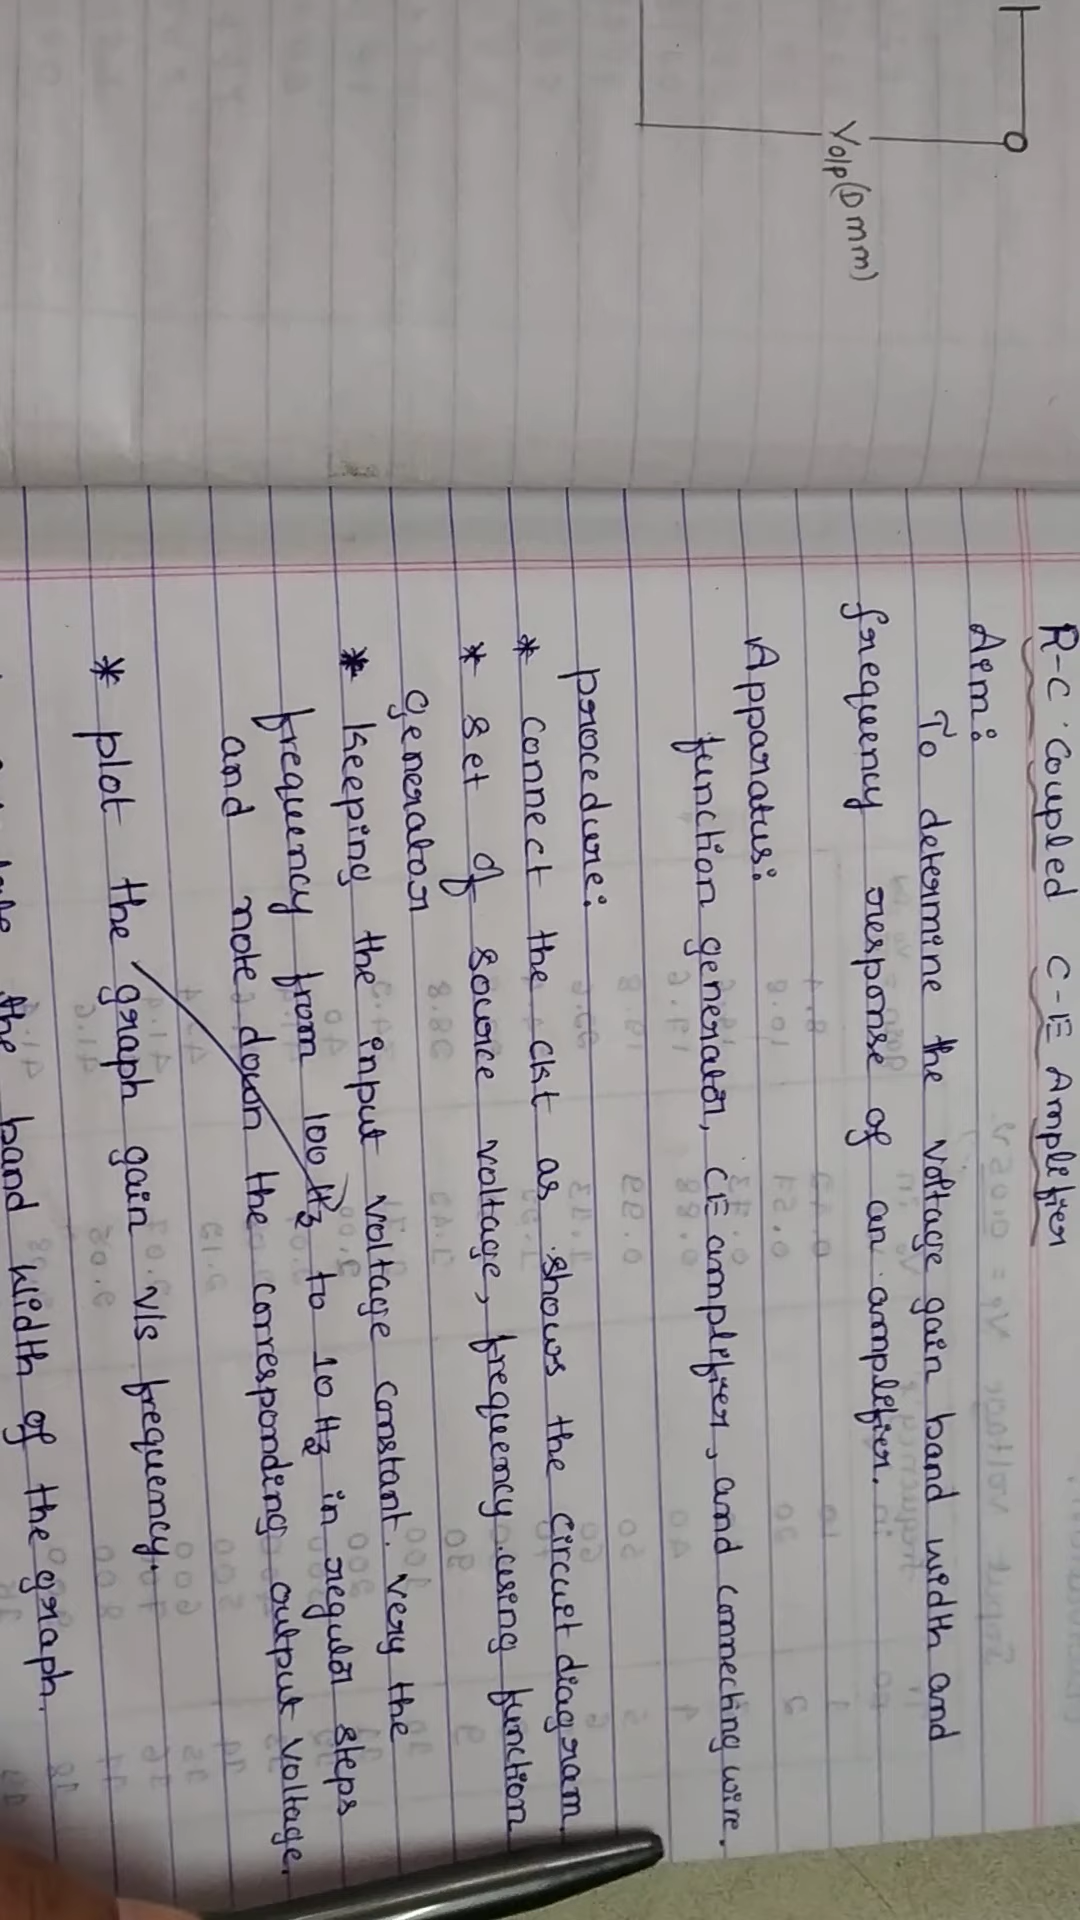 Vo/p(Dmm)
R-C Coupled C-E Amplifier
Aim:
To determine the voltage gain band width and
frequency response of an amplifier.
Apparatus:
function generator, CE amplifier, and connecting wire.
procedure:
* connect the ckt as shows the circuit diagram.
* set of source voltage, frequency using function
generator
* keeping the input voltage constant. very the
frequency from 100 Hz to 10 Hz in regular steps
and note down the corresponding output voltage.
* plot the graph gain v/s frequency.
the band width of the graph.